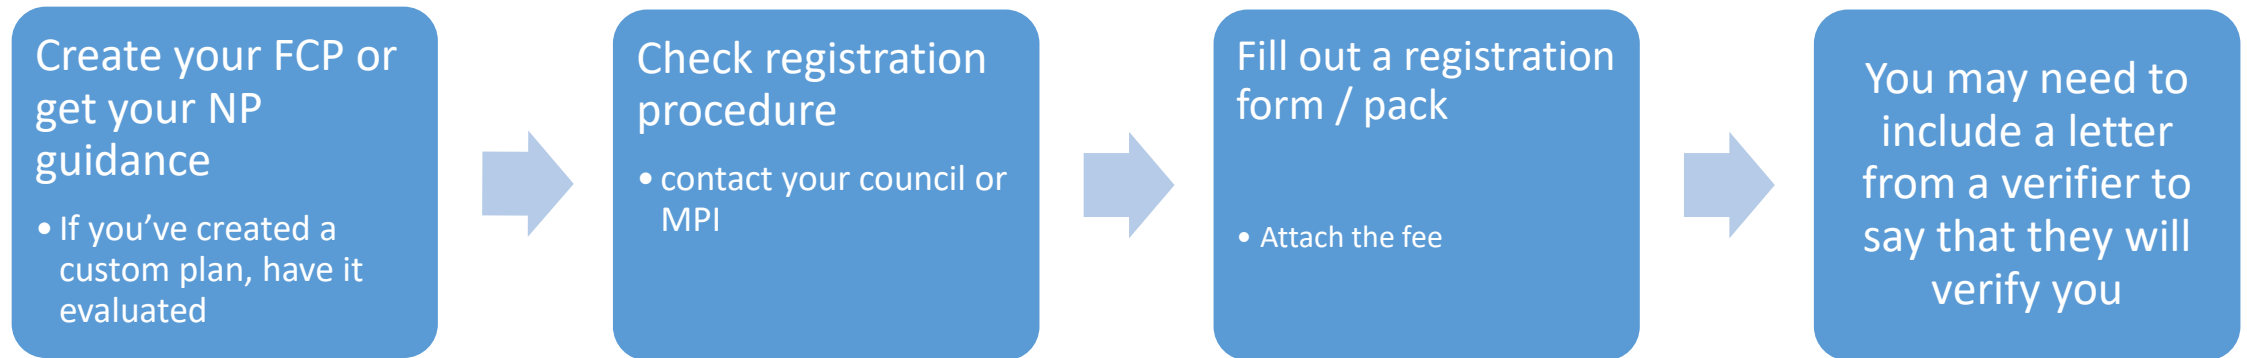 Create your FCP or
get your NP
guidance
• If you’ve created a
custom plan, have it
evaluated
Check registration
procedure
• contact your council or
MPI
Fill out a registration
form / pack
• Attach the fee
You may need to
include a letter
from a verifier to
say that they will
verify you